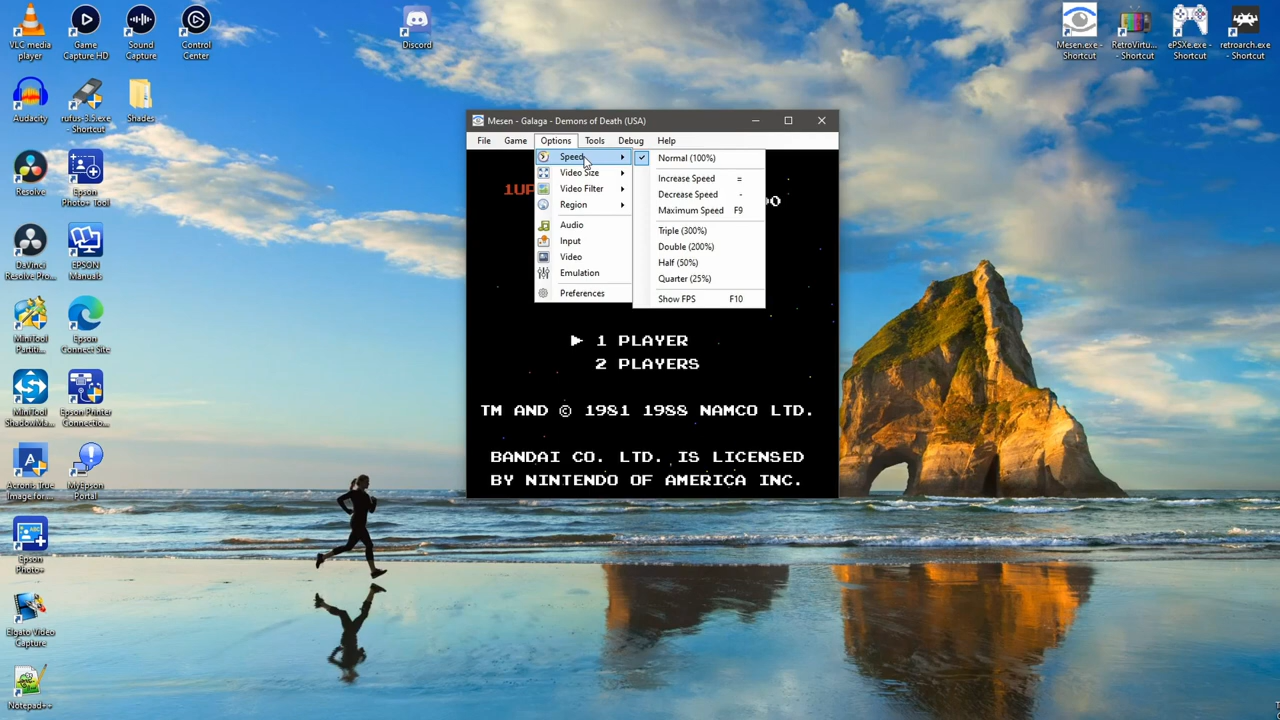 VLC media
player
Game
Capture HD
Sound
Capture
Control
Center
Discord
Mesen.exe -
Shortcut
RetroVirtu...
- Shortcut
ePSXe.exe -
Shortcut
retroarch.exe
- Shortcut
Audacity
rufus-3.5.exe
- Shortcut
Shades
Resolve
Epson
Photo+ Tool
DaVinci
Resolve Pro...
EPSON
Manuals
MiniTool
Partiti...
Epson
Connect Site
MiniTool
ShadowMa...
Epson Printer
Connectio...
Acronis True
Image for...
MyEpson
Portal
Epson
Photo+
Elgato Video
Capture
Notepad++
Mesen - Galaga - Demons of Death (USA)
File Game Options Tools Debug Help
Speed
Video Size
Video Filter
Region
Audio
Input
Video
Emulation
Preferences
Normal (100%)
Increase Speed =
Decrease Speed -
Maximum Speed F9
Triple (300%)
Double (200%)
Half (50%)
Quarter (25%)
Show FPS F10
1UP
1 PLAYER
2 PLAYERS
TM AND © 1981 1988 NAMCO LTD.
BANDAI CO. LTD. IS LICENSED
BY NINTENDO OF AMERICA INC.